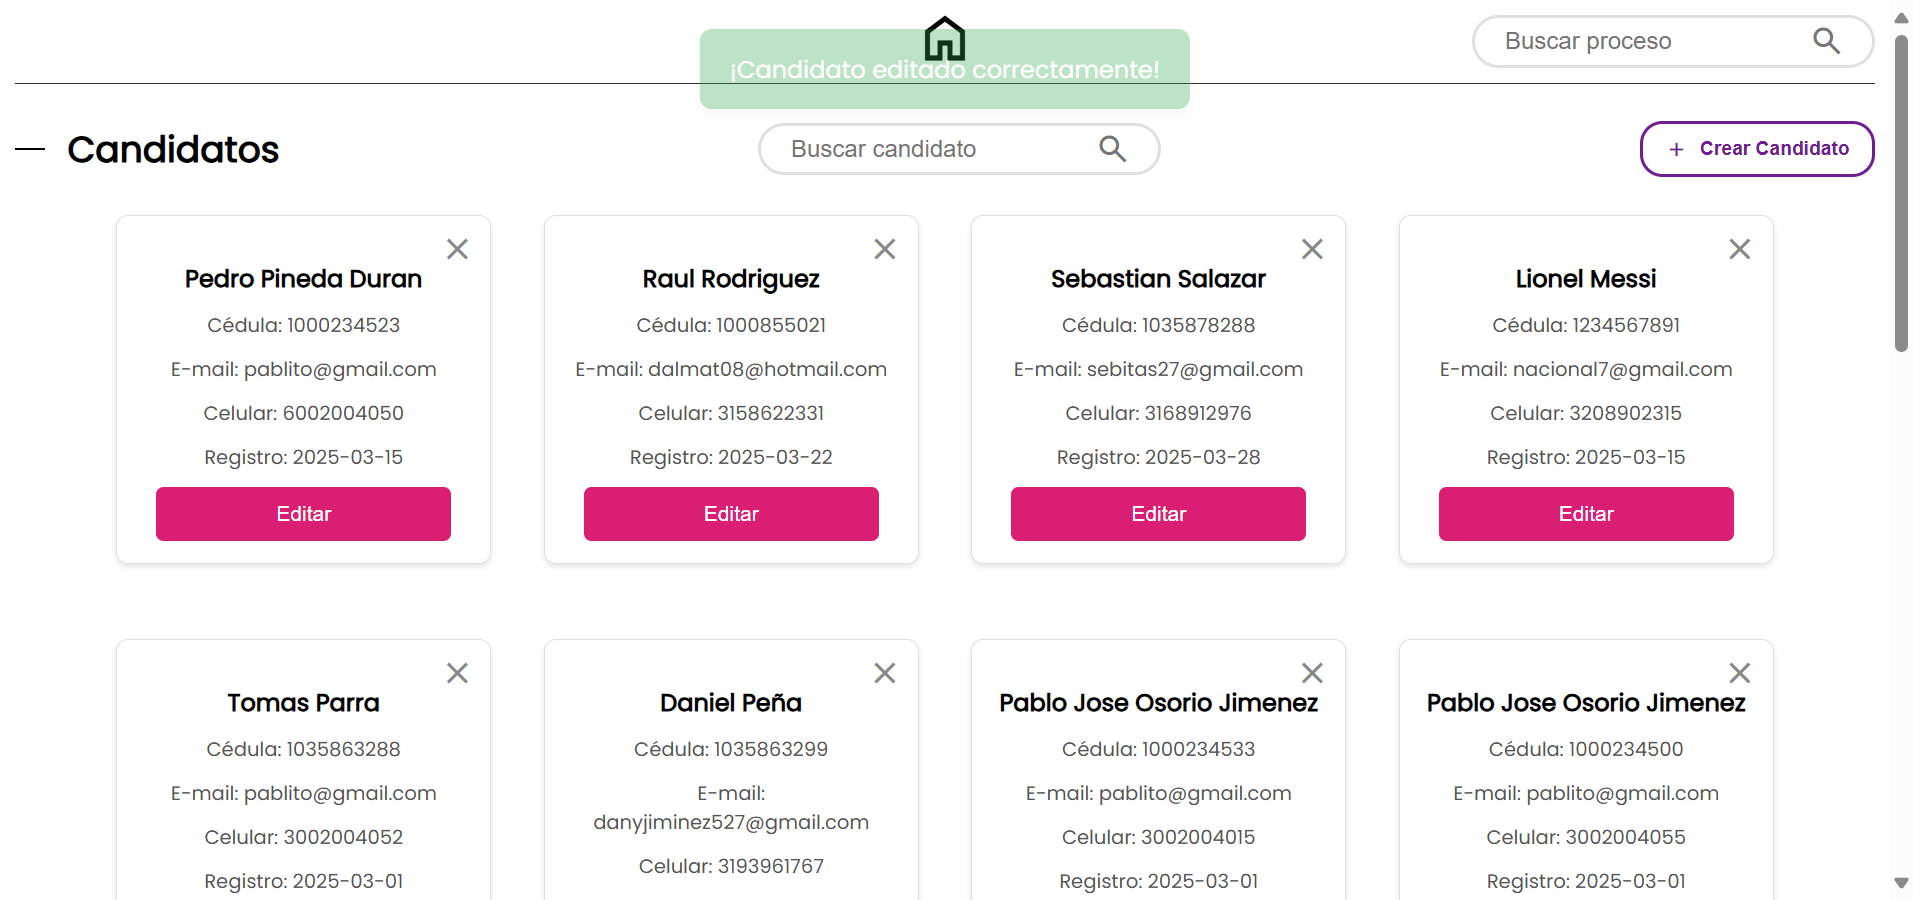 Buscar proceso
¡Candidato editado correctamente!
Candidatos
Buscar candidato
+ Crear Candidato
Pedro Pineda Duran
Cédula: 1000234523
E-mail: pablito@gmail.com
Celular: 6002004050
Registro: 2025-03-15
Editar
Raul Rodriguez
Cédula: 1000855021
E-mail: dalmat08@hotmail.com
Celular: 3158622331
Registro: 2025-03-22
Editar
Sebastian Salazar
Cédula: 1035878288
E-mail: sebitas27@gmail.com
Celular: 3168912976
Registro: 2025-03-28
Editar
Lionel Messi
Cédula: 1234567891
E-mail: nacional7@gmail.com
Celular: 3208902315
Registro: 2025-03-15
Editar
Tomas Parra
Cédula: 1035863288
E-mail: pablito@gmail.com
Celular: 3002004052
Registro: 2025-03-01
Daniel Peña
Cédula: 1035863299
E-mail:
danyjiminez527@gmail.com
Celular: 3193961767
Pablo Jose Osorio Jimenez
Cédula: 1000234533
E-mail: pablito@gmail.com
Celular: 3002004015
Registro: 2025-03-01
Pablo Jose Osorio Jimenez
Cédula: 1000234500
E-mail: pablito@gmail.com
Celular: 3002004055
Registro: 2025-03-01